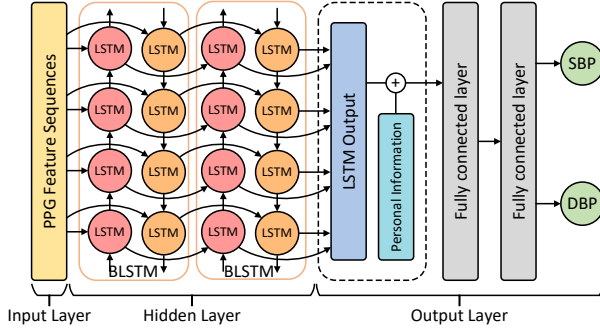 PPG Feature Sequences
LSTM LSTM LSTM LSTM
LSTM LSTM LSTM LSTM
LSTM LSTM LSTM LSTM
LSTM LSTM LSTM LSTM
BLSTM BLSTM
LSTM Output
+
Personal Information
Fully connected layer
Fully connected layer
SBP
DBP
Input Layer Hidden Layer Output Layer